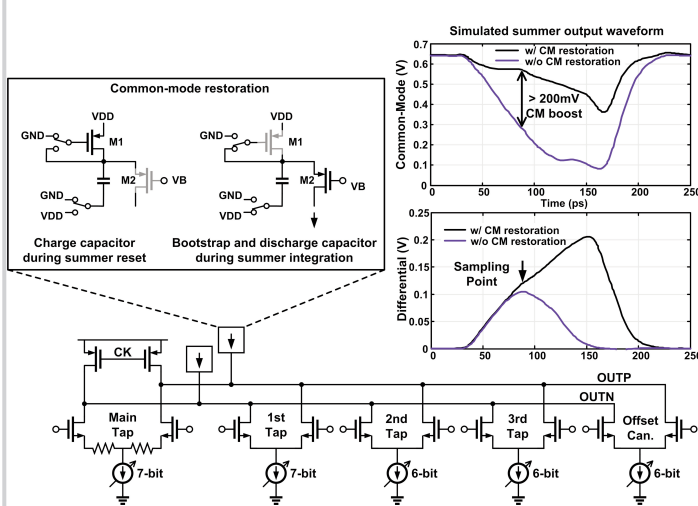 Simulated summer output waveform
Common-Mode (V)
0.7
0.6
0.5
0.4
0.3
0.2
0.1
0
w/ CM restoration
w/o CM restoration
> 200mV
CM boost
0 50 100 150 200 250
Time (ps)
Common-mode restoration
VDD
GND
M1
M2
VB
GND
VDD
Charge capacitor
during summer reset
VDD
GND
M1
M2
VB
GND
VDD
Bootstrap and discharge capacitor
during summer integration
Differential (V)
0.25
0.2
0.15
0.1
0.05
0
w/ CM restoration
w/o CM restoration
Sampling
Point
0 50 100 150 200 250
CK
OUTP
OUTN
Main
Tap
1st
Tap
2nd
Tap
3rd
Tap
Offset
Can.
7-bit
7-bit
6-bit
6-bit
6-bit